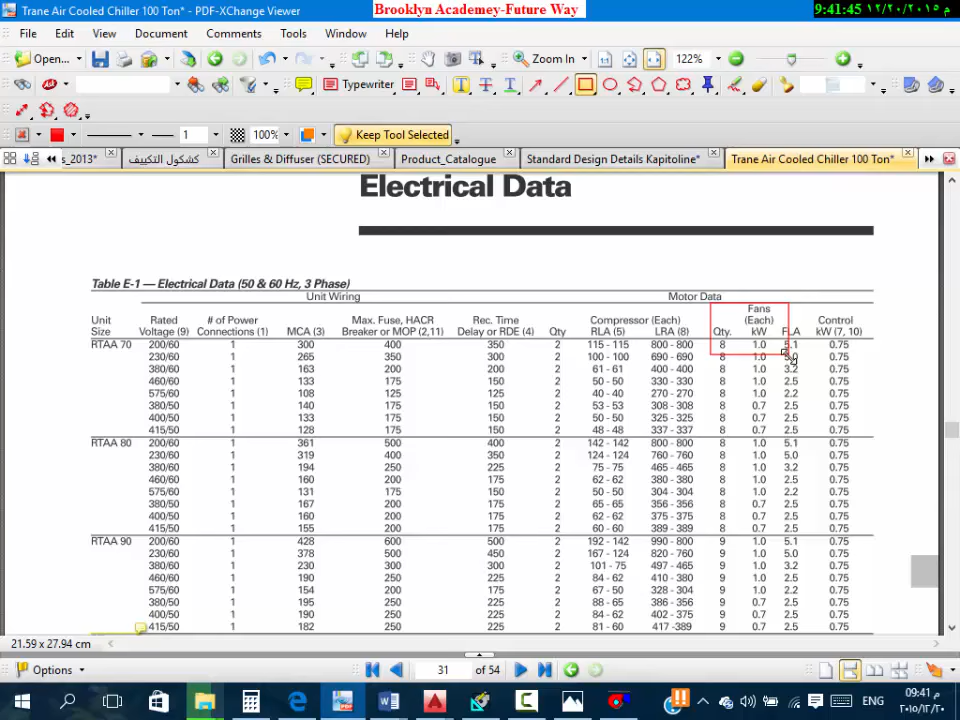 Trane Air Cooled Chiller 100 Ton* - PDF-XChange Viewer
Brooklyn Academey-Future Way
9:41:45 م ١٢/٢٠/٢٠١٥
File Edit View Document Comments Tools Window Help
Open... Zoom In 122%
Typewriter
1 100% Keep Tool Selected
s_2013* كشكول التكييف Grilles & Diffuser (SECURED) Product_Catalogue Standard Design Details Kapitoline* Trane Air Cooled Chiller 100 Ton*
Electrical Data
Table E-1 — Electrical Data (50 & 60 Hz, 3 Phase)
Unit Wiring Motor Data
Fans
Unit Rated # of Power Max. Fuse, HACR Rec. Time Compressor (Each) (Each) Control
Size Voltage (9) Connections (1) MCA (3) Breaker or MOP (2,11) Delay or RDE (4) Qty RLA (5) LRA (8) Qty. kW FLA kW (7, 10)
RTAA 70 200/60 1 300 400 350 2 115 - 115 800 - 800 8 1.0 5.1 0.75
230/60 1 265 350 300 2 100 - 100 690 - 690 8 1.0 5.0 0.75
380/60 1 163 200 200 2 61 - 61 400 - 400 8 1.0 3.2 0.75
460/60 1 133 175 150 2 50 - 50 330 - 330 8 1.0 2.5 0.75
575/60 1 108 125 125 2 40 - 40 270 - 270 8 1.0 2.2 0.75
380/50 1 140 175 150 2 53 - 53 308 - 308 8 0.7 2.5 0.75
400/50 1 133 175 150 2 50 - 50 325 - 325 8 0.7 2.5 0.75
415/50 1 128 175 150 2 48 - 48 337 - 337 8 0.7 2.5 0.75
RTAA 80 200/60 1 361 500 400 2 142 - 142 800 - 800 8 1.0 5.1 0.75
230/60 1 319 400 350 2 124 - 124 760 - 760 8 1.0 5.0 0.75
380/60 1 194 250 225 2 75 - 75 465 - 465 8 1.0 3.2 0.75
460/60 1 160 200 175 2 62 - 62 380 - 380 8 1.0 2.5 0.75
575/60 1 131 175 150 2 50 - 50 304 - 304 8 1.0 2.2 0.75
380/50 1 167 200 175 2 65 - 65 356 - 356 8 0.7 2.5 0.75
400/50 1 160 200 175 2 62 - 62 375 - 375 8 0.7 2.5 0.75
415/50 1 155 200 175 2 60 - 60 389 - 389 8 0.7 2.5 0.75
RTAA 90 200/60 1 428 600 500 2 192 - 142 990 - 800 9 1.0 5.1 0.75
230/60 1 378 500 450 2 167 - 124 820 - 760 9 1.0 5.0 0.75
380/60 1 230 300 300 2 101 - 75 497 - 465 9 1.0 3.2 0.75
460/60 1 190 250 225 2 84 - 62 410 - 380 9 1.0 2.5 0.75
575/60 1 154 200 175 2 67 - 50 328 - 304 9 1.0 2.2 0.75
380/50 1 195 250 225 2 88 - 65 386 - 356 9 0.7 2.5 0.75
400/50 1 190 250 225 2 84 - 62 402 - 375 9 0.7 2.5 0.75
415/50 1 182 250 225 2 81 - 60 417 -389 9 0.7 2.5 0.75
21.59 x 27.94 cm
Options 31 of 54
ENG 09:41 م
٢٠١٥/١٢/٢٠